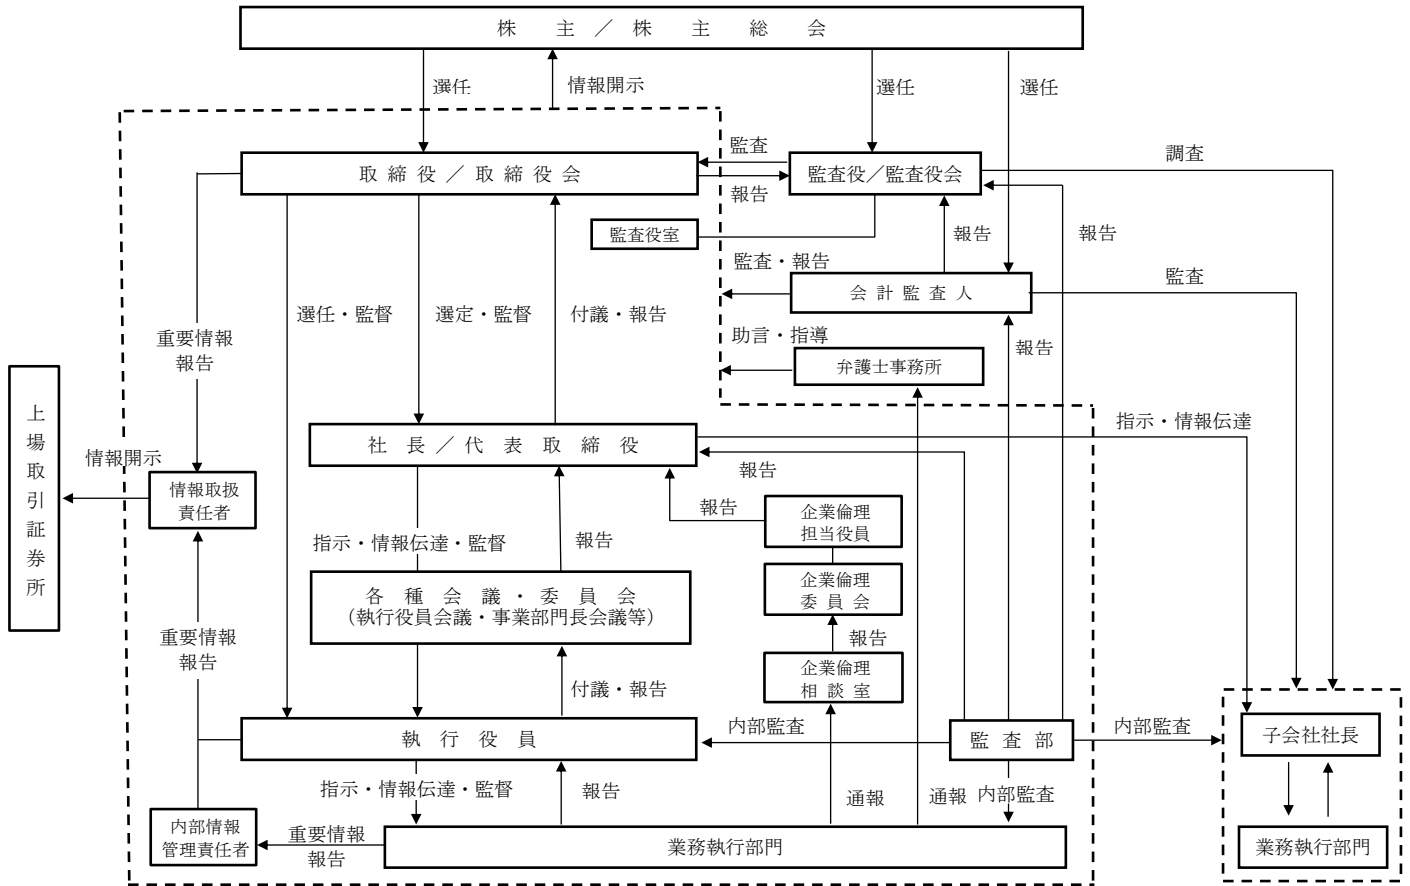 株主／株主総会
選任
情報開示
選任
選任
取締役／取締役会
監査
報告
監査役／監査役会
調査
監査役室
報告
報告
監査・報告
会計監査人
監査
選任・監督
選定・監督
付議・報告
重要情報
報告
助言・指導
弁護士事務所
報告
上場取引証券所
情報開示
情報取扱
責任者
社長／代表取締役
指示・情報伝達
報告
報告
企業倫理
担当役員
指示・情報伝達・監督
報告
各種会議・委員会
（執行役員会議・事業部門長会議等）
企業倫理
委員会
報告
企業倫理
相談室
重要情報
報告
付議・報告
執行役員
内部監査
監査部
内部監査
子会社社長
指示・情報伝達・監督
報告
通報
通報
内部監査
内部情報
管理責任者
重要情報
報告
業務執行部門
業務執行部門